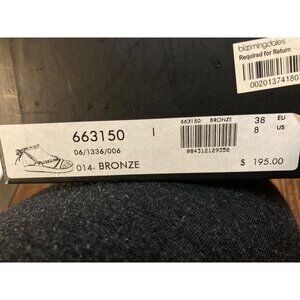 bloomingdales
Required for Return
00201374180
663150
06/1336/006
014- BRONZE
663150 BRONZE
884312129358
38 EU
8 US
$ 195.00